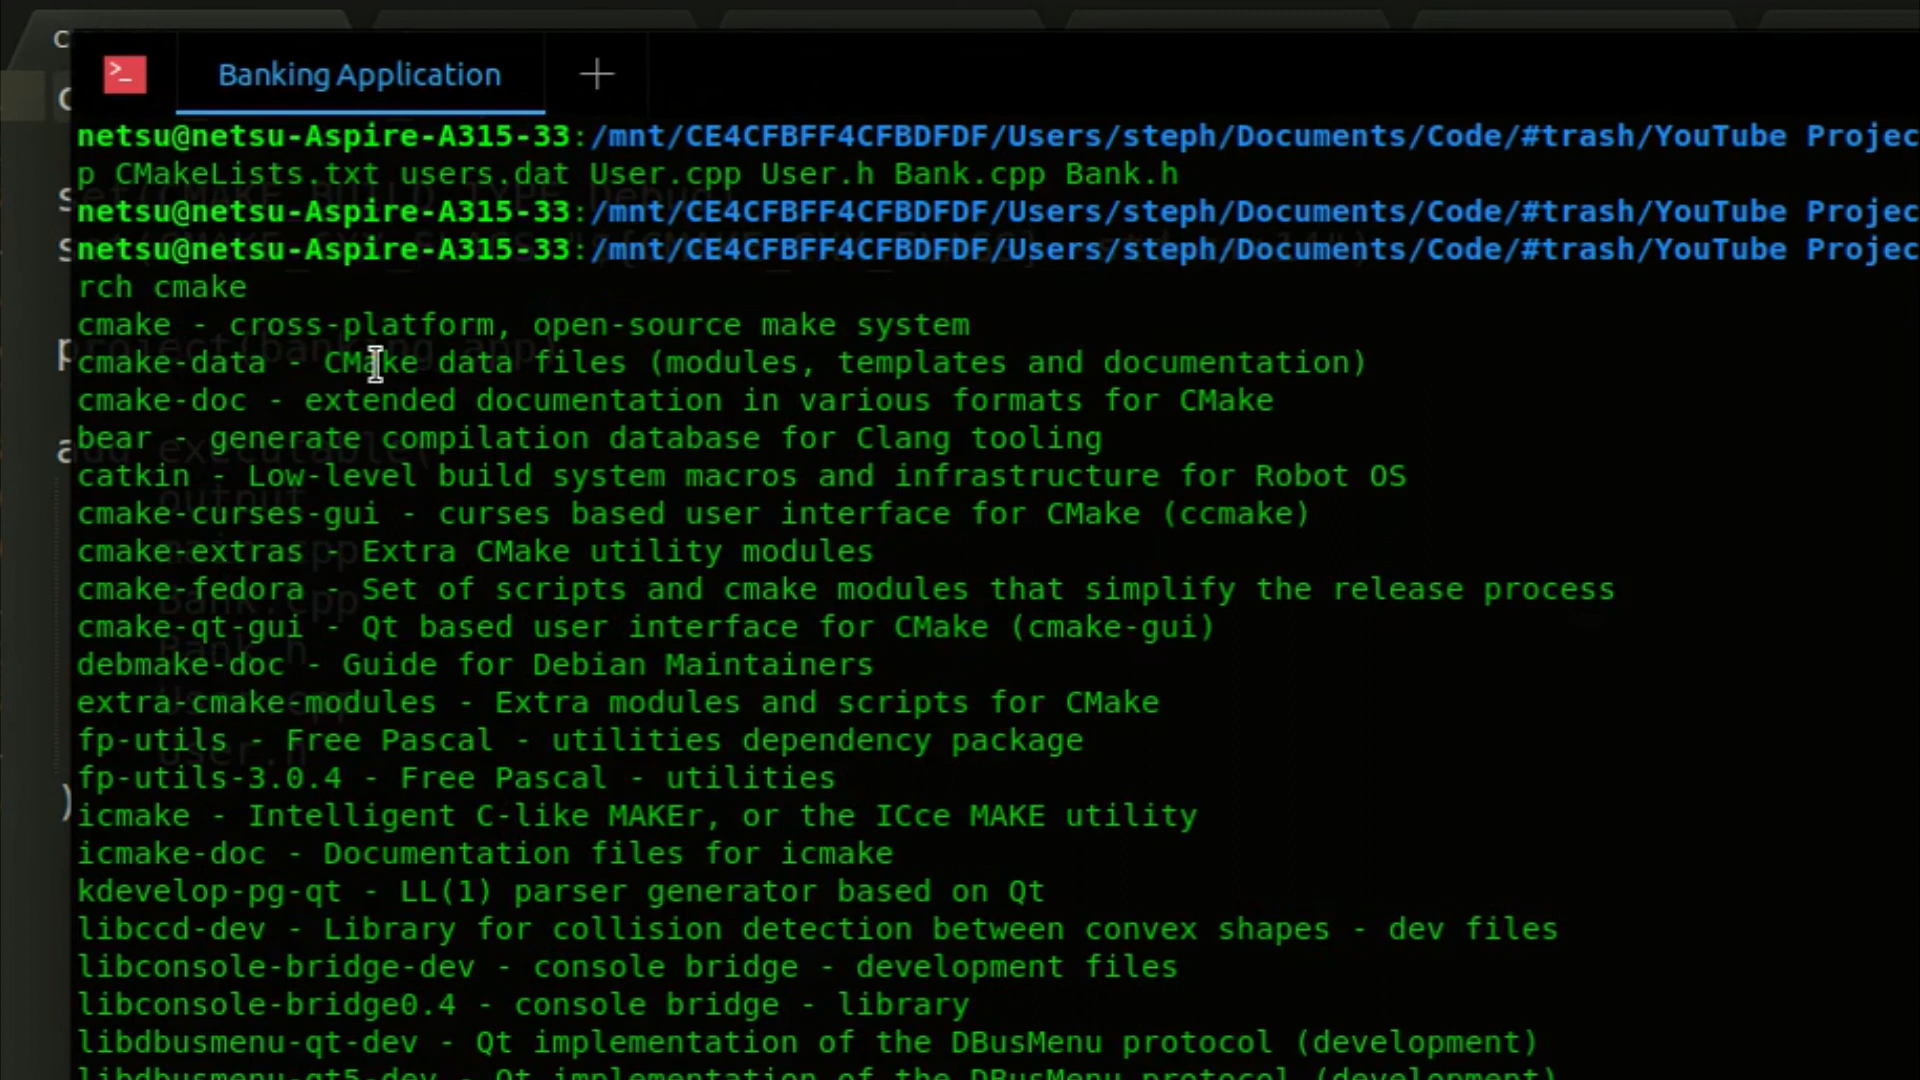 Banking Application
netsu@netsu-Aspire-A315-33:/mnt/CE4CFBFF4CFBDFDF/Users/steph/Documents/Code/#trash/YouTube Projec
p CMakeLists.txt users.dat User.cpp User.h Bank.cpp Bank.h
netsu@netsu-Aspire-A315-33:/mnt/CE4CFBFF4CFBDFDF/Users/steph/Documents/Code/#trash/YouTube Projec
netsu@netsu-Aspire-A315-33:/mnt/CE4CFBFF4CFBDFDF/Users/steph/Documents/Code/#trash/YouTube Projec
rch cmake
cmake - cross-platform, open-source make system
cmake-data - CMake data files (modules, templates and documentation)
cmake-doc - extended documentation in various formats for CMake
bear - generate compilation database for Clang tooling
catkin - Low-level build system macros and infrastructure for Robot OS
cmake-curses-gui - curses based user interface for CMake (ccmake)
cmake-extras - Extra CMake utility modules
cmake-fedora - Set of scripts and cmake modules that simplify the release process
cmake-qt-gui - Qt based user interface for CMake (cmake-gui)
debmake-doc - Guide for Debian Maintainers
extra-cmake-modules - Extra modules and scripts for CMake
fp-utils - Free Pascal - utilities dependency package
fp-utils-3.0.4 - Free Pascal - utilities
icmake - Intelligent C-like MAKEr, or the ICce MAKE utility
icmake-doc - Documentation files for icmake
kdevelop-pg-qt - LL(1) parser generator based on Qt
libccd-dev - Library for collision detection between convex shapes - dev files
libconsole-bridge-dev - console bridge - development files
libconsole-bridge0.4 - console bridge - library
libdbusmenu-qt-dev - Qt implementation of the DBusMenu protocol (development)
libdbusmenu-qt5-dev - Qt implementation of the DBusMenu protocol (development)